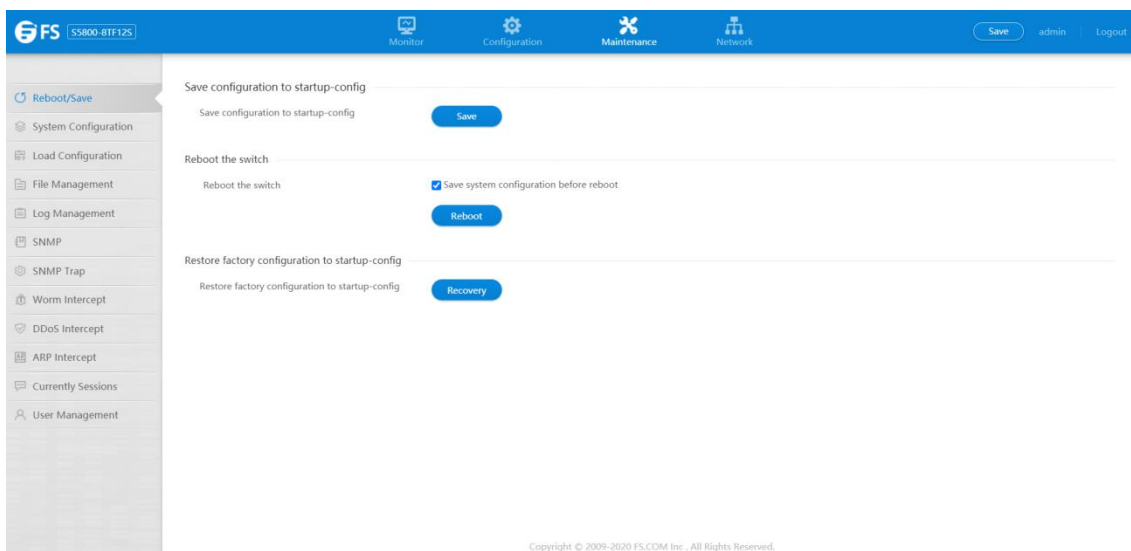 FS S5800-8TF12S
Monitor Configuration Maintenance Network
Save admin Logout
Reboot/Save
System Configuration
Load Configuration
File Management
Log Management
SNMP
SNMP Trap
Worm Intercept
DDoS Intercept
ARP Intercept
Currently Sessions
User Management
Save configuration to startup-config
Save configuration to startup-config Save
Reboot the switch
Reboot the switch Save system configuration before reboot
Reboot
Restore factory configuration to startup-config
Restore factory configuration to startup-config Recovery
Copyright © 2009-2020 FS.COM Inc . All Rights Reserved.